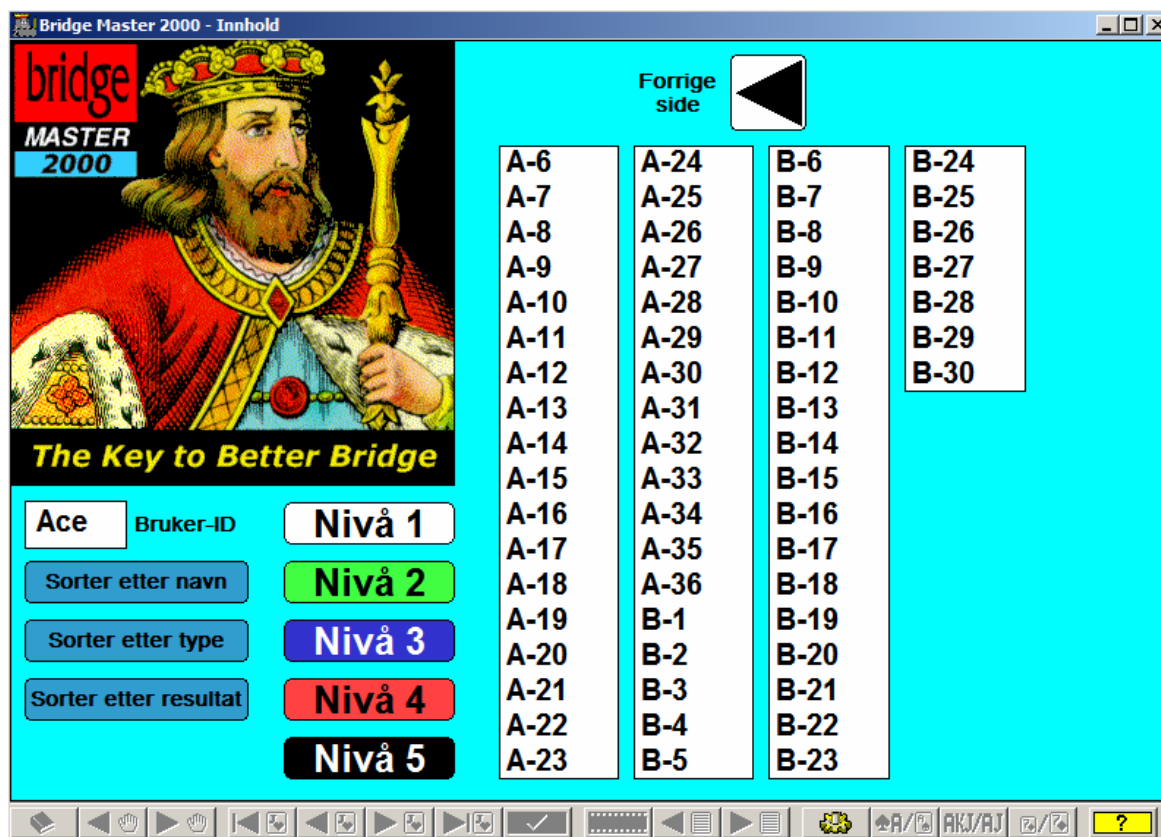 Bridge Master 2000 - Innhold
bridge
MASTER
2000
The Key to Better Bridge
Ace
Bruker-ID
Sorter etter navn
Sorter etter type
Sorter etter resultat
Nivå 1
Nivå 2
Nivå 3
Nivå 4
Nivå 5
Forrige
side
A-6
A-7
A-8
A-9
A-10
A-11
A-12
A-13
A-14
A-15
A-16
A-17
A-18
A-19
A-20
A-21
A-22
A-23
A-24
A-25
A-26
A-27
A-28
A-29
A-30
A-31
A-32
A-33
A-34
A-35
A-36
B-1
B-2
B-3
B-4
B-5
B-6
B-7
B-8
B-9
B-10
B-11
B-12
B-13
B-14
B-15
B-16
B-17
B-18
B-19
B-20
B-21
B-22
B-23
B-24
B-25
B-26
B-27
B-28
B-29
B-30
AKJ/AJ
?